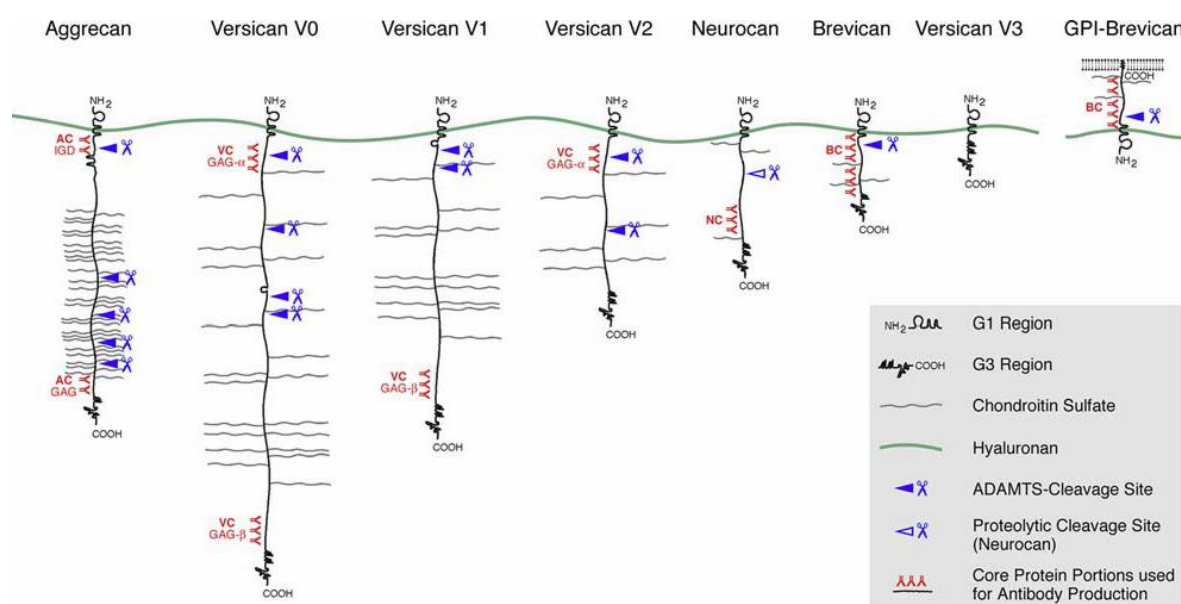 Aggrecan Versican V0 Versican V1 Versican V2 Neurocan Brevican Versican V3 GPI-Brevican
COOH
BC
NH2
NH2 NH2 NH2 NH2 NH2 NH2 NH2
AC
IGD
VC
GAG-α
VC
GAG-α
BC
COOH
NC
COOH
COOH
COOH
VC
GAG-β
AC
GAG
COOH
COOH
VC
GAG-β
COOH
NH2 COOH
G1 Region
G3 Region
Chondroitin Sulfate
Hyaluronan
ADAMTS-Cleavage Site
Proteolytic Cleavage Site
(Neurocan)
Core Protein Portions used
for Antibody Production